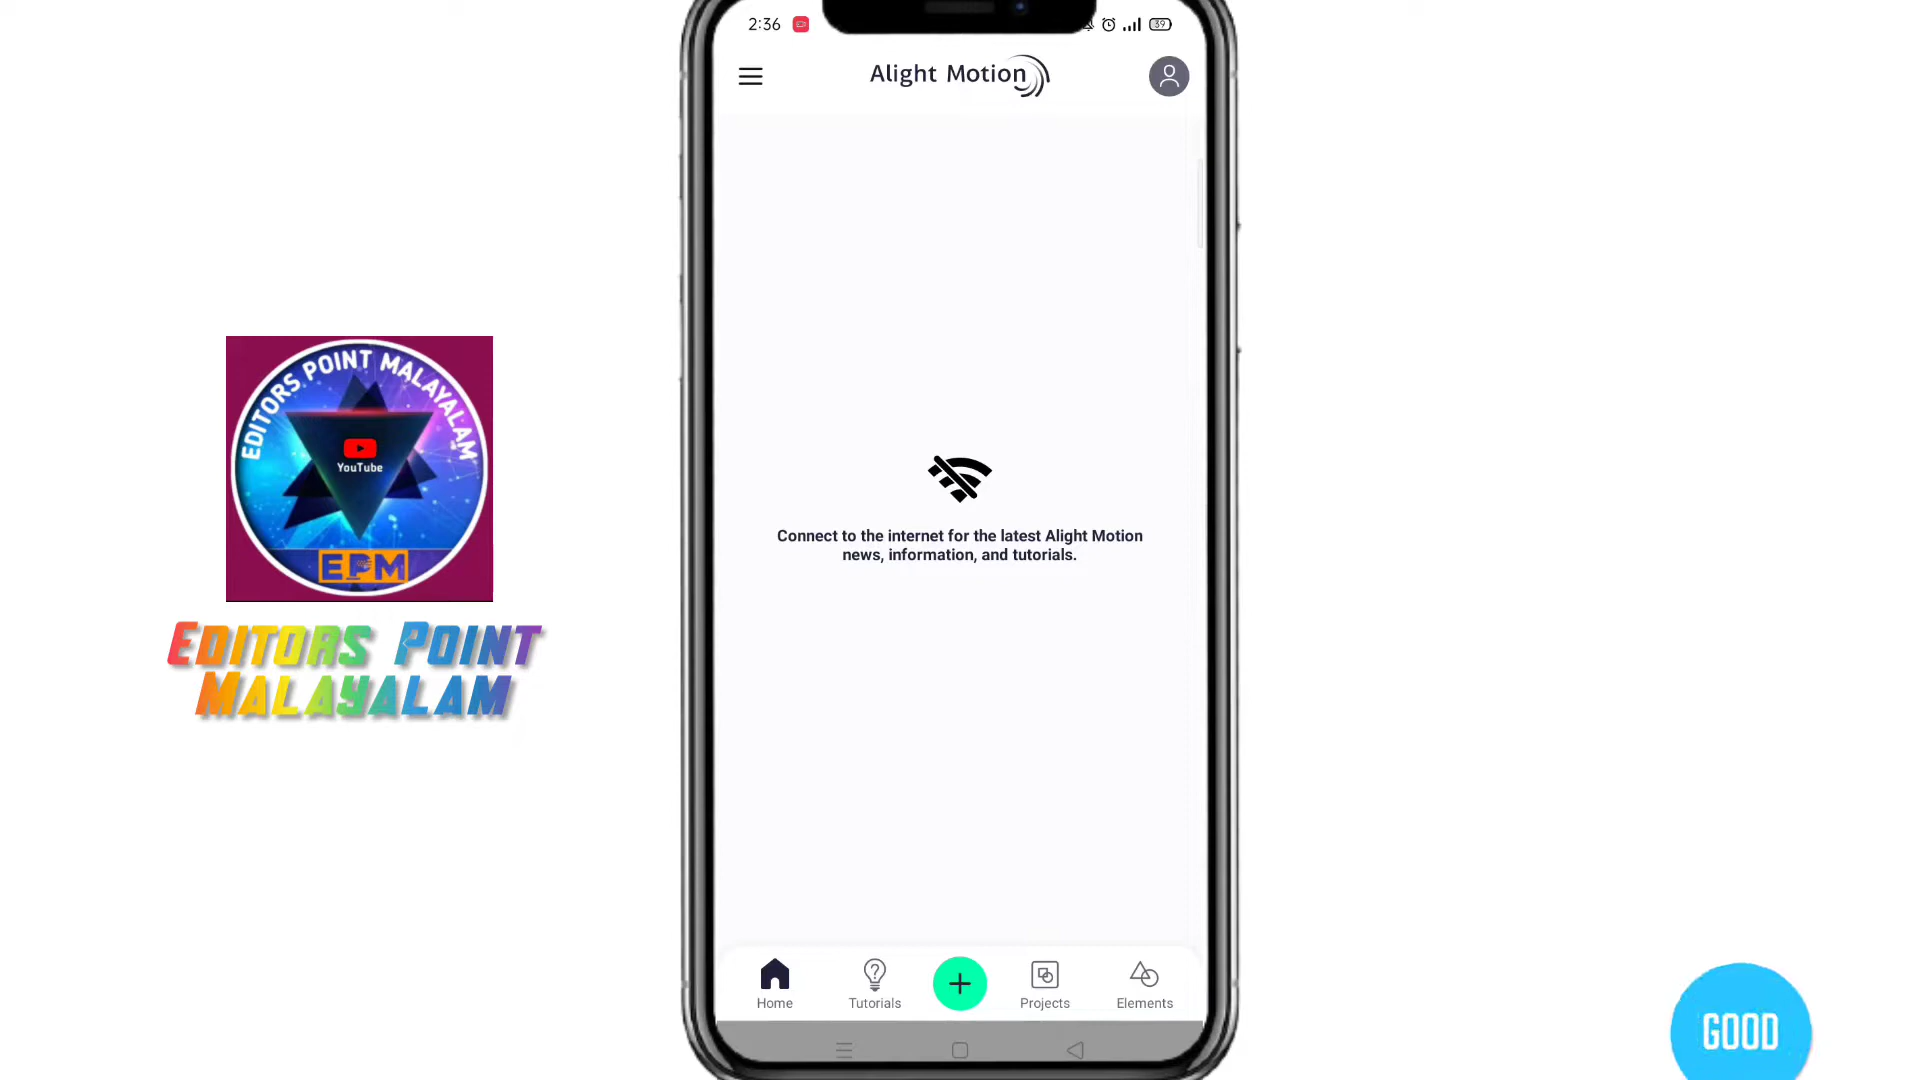 2:36
39
Alight Motion
EDITORS POINT MALAYALAM
YouTube
EPM
EDITORS POINT
MALAYALAM
Connect to the internet for the latest Alight Motion
news, information, and tutorials.
Home
Tutorials
Projects
Elements
GOOD